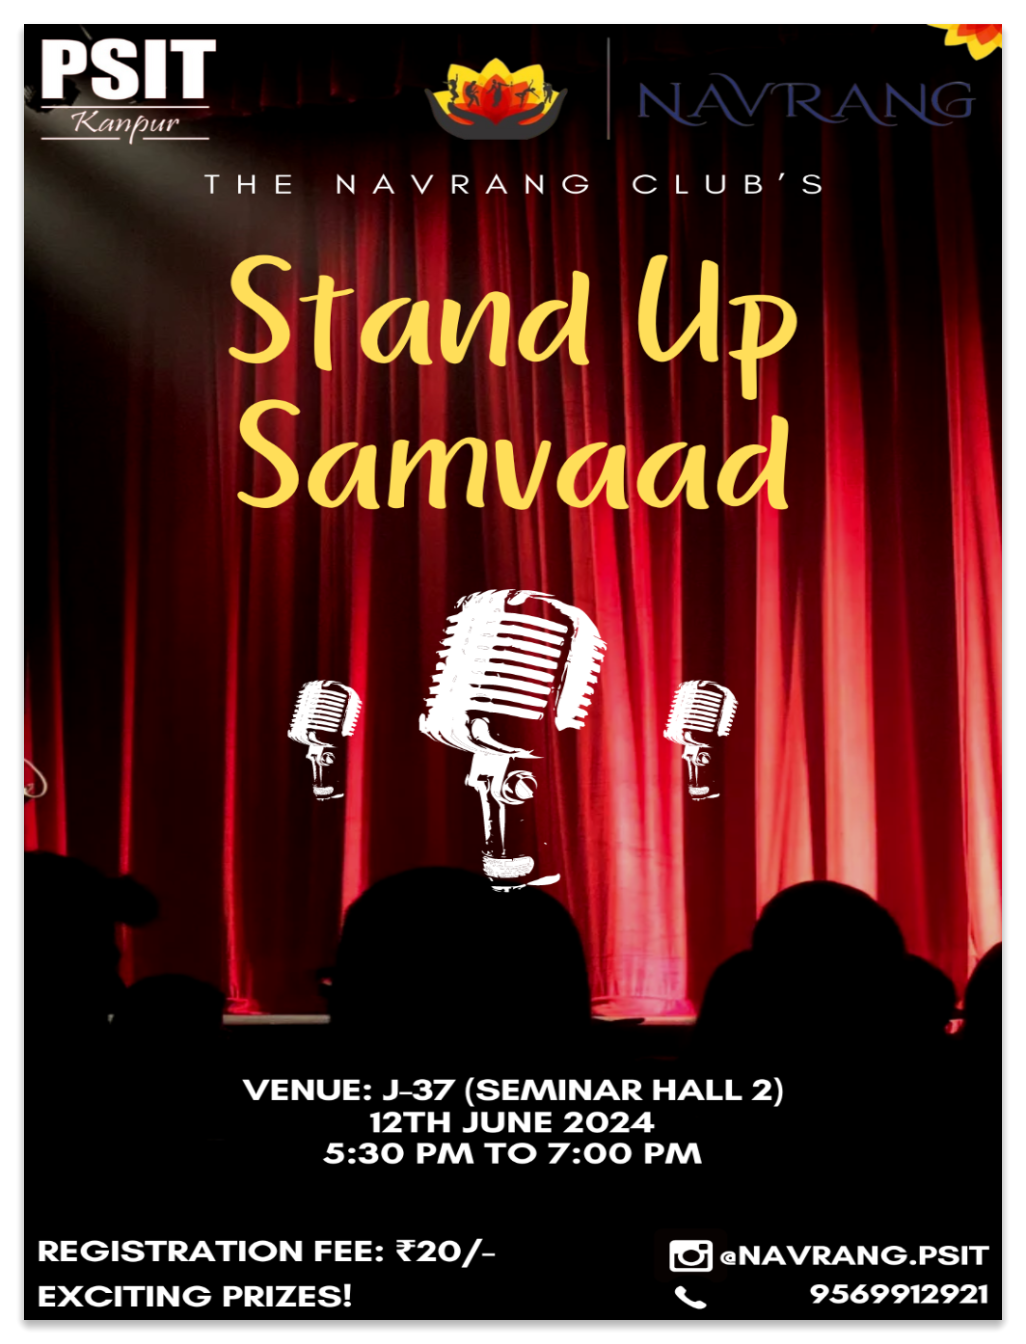 PSIT
Kanpur
NAVRANG
THE NAVRANG CLUB'S
Stand Up
Samvaad
VENUE: J-37 (SEMINAR HALL 2)
12TH JUNE 2024
5:30 PM TO 7:00 PM
REGISTRATION FEE: ₹20/-
EXCITING PRIZES!
@NAVRANG.PSIT
9569912921